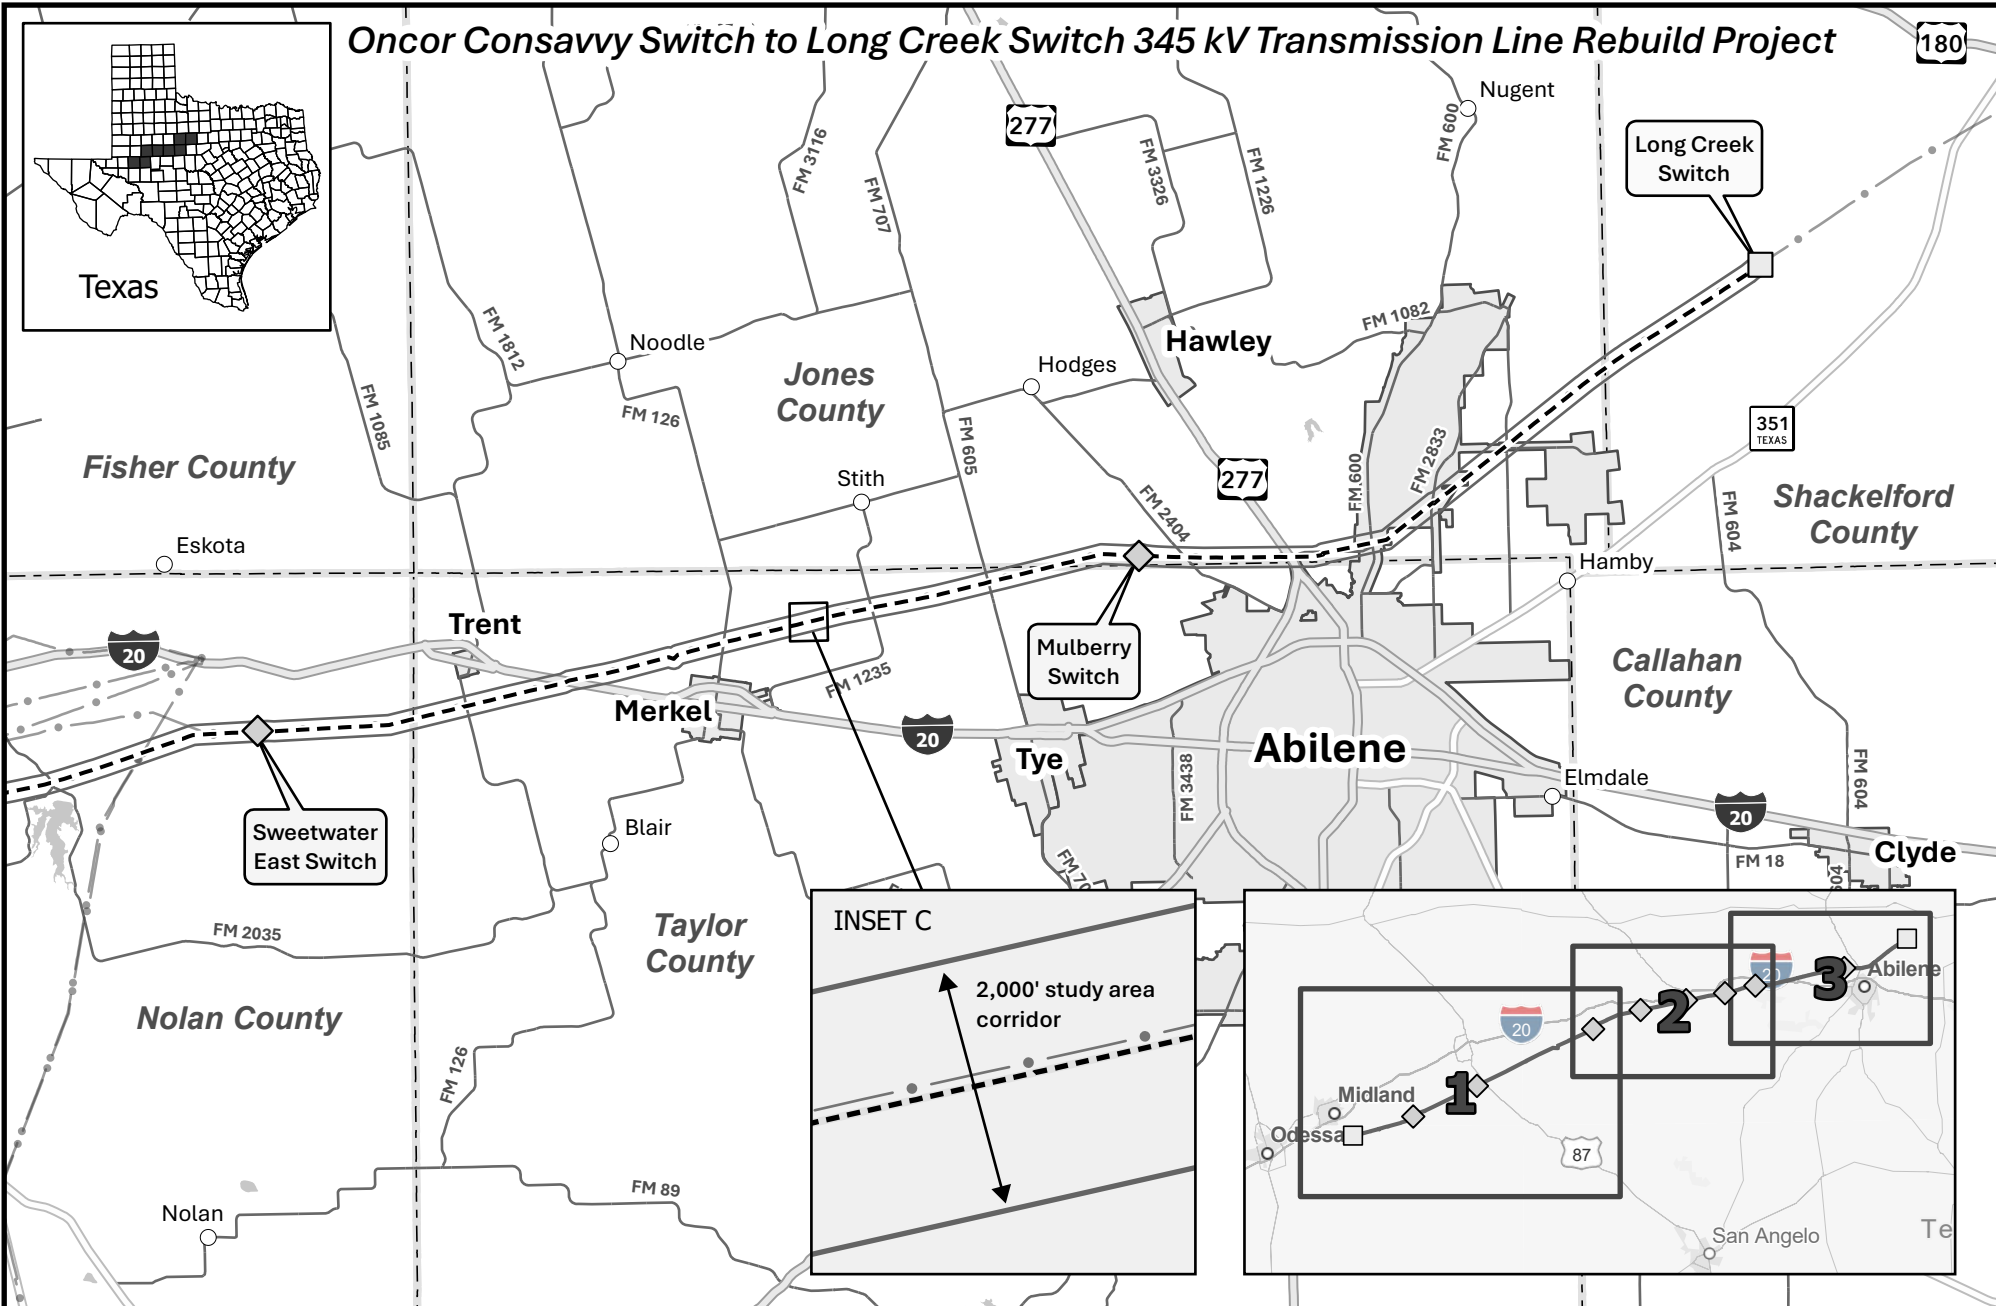 Oncor Consavvy Switch to Long Creek Switch 345 kV Transmission Line Rebuild Project
180
Texas
277
Nugent
FM 600
FM 3116
FM 3326
FM 1226
FM 707
Long Creek
Switch
FM 1812
Noodle
FM 1082
Hawley
Jones
County
Hodges
FM 1085
FM 126
FM 605
351
TEXAS
Fisher County
FM 2833
FM 600
277
Stith
FM 2404
Shackelford
County
FM 604
Eskota
Hamby
Trent
20
Mulberry
Switch
Callahan
County
FM 1235
Merkel
20
Tye
Abilene
FM 3438
Elmdale
FM 604
20
Sweetwater
East Switch
Blair
FM 18
Clyde
604
FM 70
Taylor
County
FM 2035
Nolan County
FM 126
Nolan
FM 89
INSET C
2,000' study area
corridor
20
3
Abilene
2
20
1
Midland
Odessa
87
San Angelo
Te